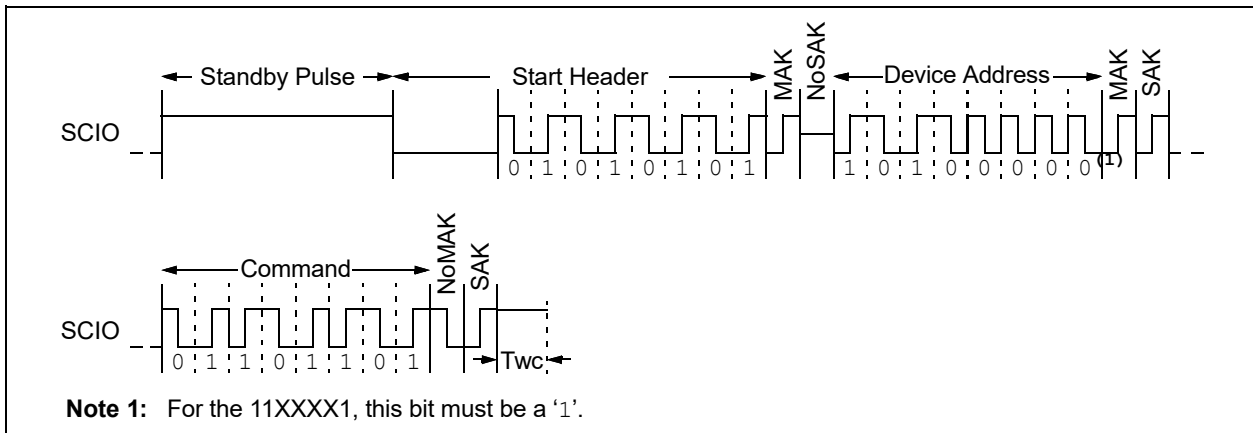 Standby Pulse Start Header MAK NoSAK Device Address MAK SAK
SCIO
0 1 0 1 0 1 0 1 1 0 1 0 0 0 0 0(1)
Command NoMAK SAK
SCIO
0 1 1 0 1 1 0 1 Twc
Note 1: For the 11XXXX1, this bit must be a ‘1’.